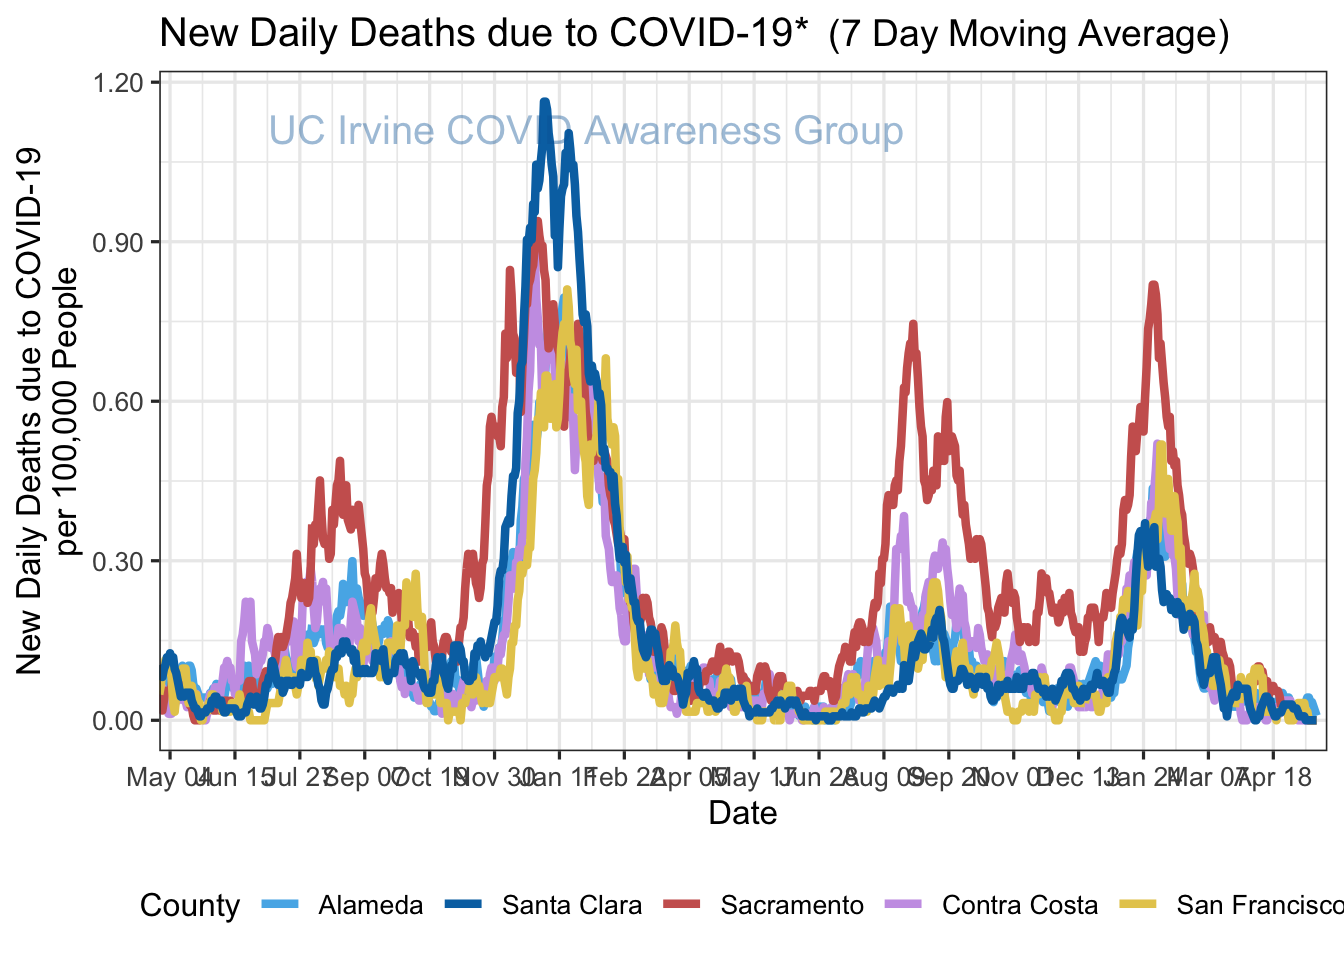 New Daily Deaths due to COVID-19* (7 Day Moving Average)
UC Irvine COVID Awareness Group
New Daily Deaths due to COVID-19
per 100,000 People
1.20
0.90
0.60
0.30
0.00
May 04 Jun 15 Jul 27 Sep 07 Oct 19 Nov 30 Jan 11 Feb 22 Apr 05 May 17 Jun 28 Aug 09 Sep 20 Nov 01 Dec 13 Jan 24 Mar 07 Apr 18
Date
County Alameda Santa Clara Sacramento Contra Costa San Francisco